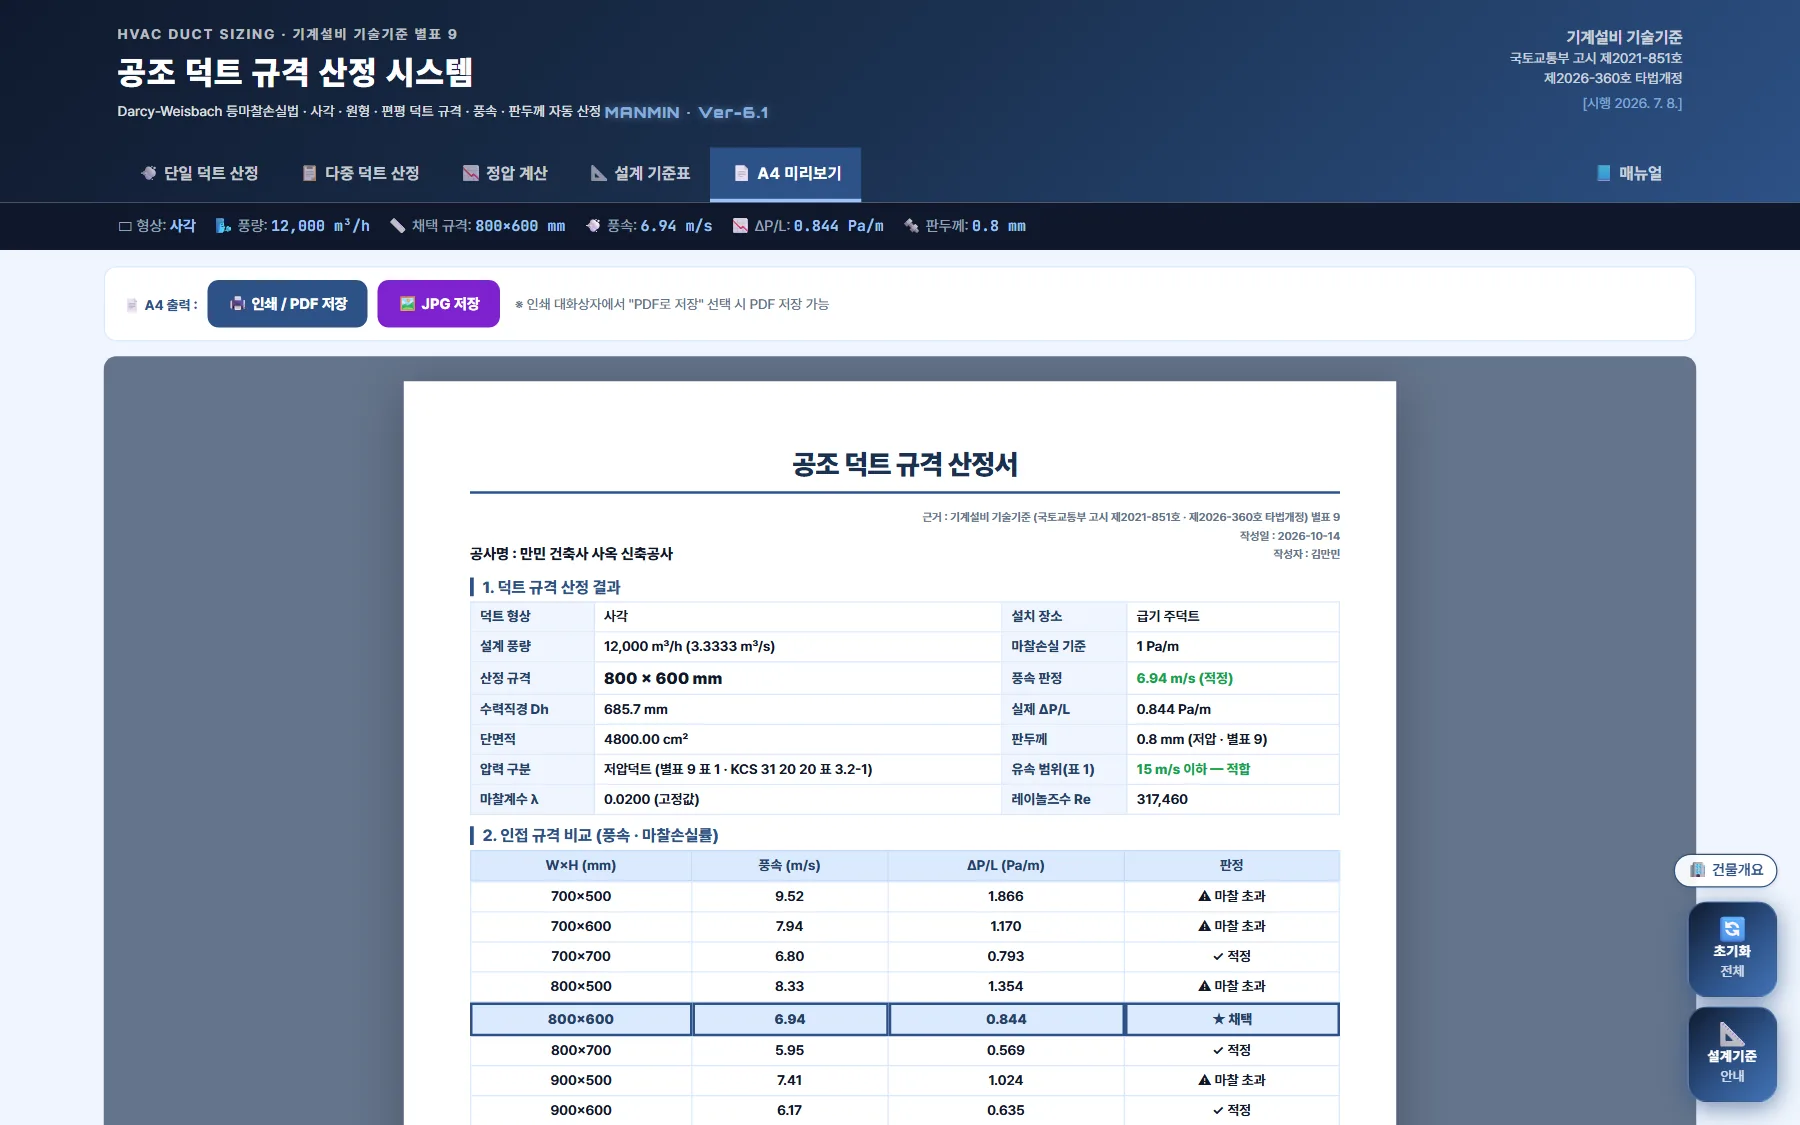 HVAC DUCT SIZING · 기계설비 기술기준 별표 9
공조 덕트 규격 산정 시스템
Darcy-Weisbach 등마찰손실법 · 사각 · 원형 · 편평 덕트 규격 · 풍속 · 판두께 자동 산정 MANMIN · Ver-6.1
기계설비 기술기준
국토교통부 고시 제2021-851호
제2026-360호 타법개정
[시행 2026. 7. 8.]
단일 덕트 산정 다중 덕트 산정 정압 계산 설계 기준표 A4 미리보기 매뉴얼
형상: 사각 풍량: 12,000 m³/h 채택 규격: 800×600 mm 풍속: 6.94 m/s ΔP/L: 0.844 Pa/m 판두께: 0.8 mm
A4 출력 : 인쇄 / PDF 저장 JPG 저장 ※ 인쇄 대화상자에서 "PDF로 저장" 선택 시 PDF 저장 가능
공조 덕트 규격 산정서
근거 : 기계설비 기술기준 (국토교통부 고시 제2021-851호 · 제2026-360호 타법개정) 별표 9
작성일 : 2026-10-14
공사명 : 만민 건축사 사옥 신축공사 작성자 : 김만민
1. 덕트 규격 산정 결과
덕트 형상 사각 설치 장소 급기 주덕트
설계 풍량 12,000 m³/h (3.3333 m³/s) 마찰손실 기준 1 Pa/m
산정 규격 800 × 600 mm 풍속 판정 6.94 m/s (적정)
수력직경 Dh 685.7 mm 실제 ΔP/L 0.844 Pa/m
단면적 4800.00 cm² 판두께 0.8 mm (저압 · 별표 9)
압력 구분 저압덕트 (별표 9 표 1 · KCS 31 20 20 표 3.2-1) 유속 범위(표 1) 15 m/s 이하 — 적합
마찰계수 λ 0.0200 (고정값) 레이놀즈수 Re 317,460
2. 인접 규격 비교 (풍속 · 마찰손실률)
W×H (mm) 풍속 (m/s) ΔP/L (Pa/m) 판정
700×500 9.52 1.866 ⚠ 마찰 초과
700×600 7.94 1.170 ⚠ 마찰 초과
700×700 6.80 0.793 ✓ 적정
800×500 8.33 1.354 ⚠ 마찰 초과
800×600 6.94 0.844 ★ 채택
800×700 5.95 0.569 ✓ 적정
900×500 7.41 1.024 ⚠ 마찰 초과
900×600 6.17 0.635 ✓ 적정
건물개요
초기화
전체
설계기준
안내